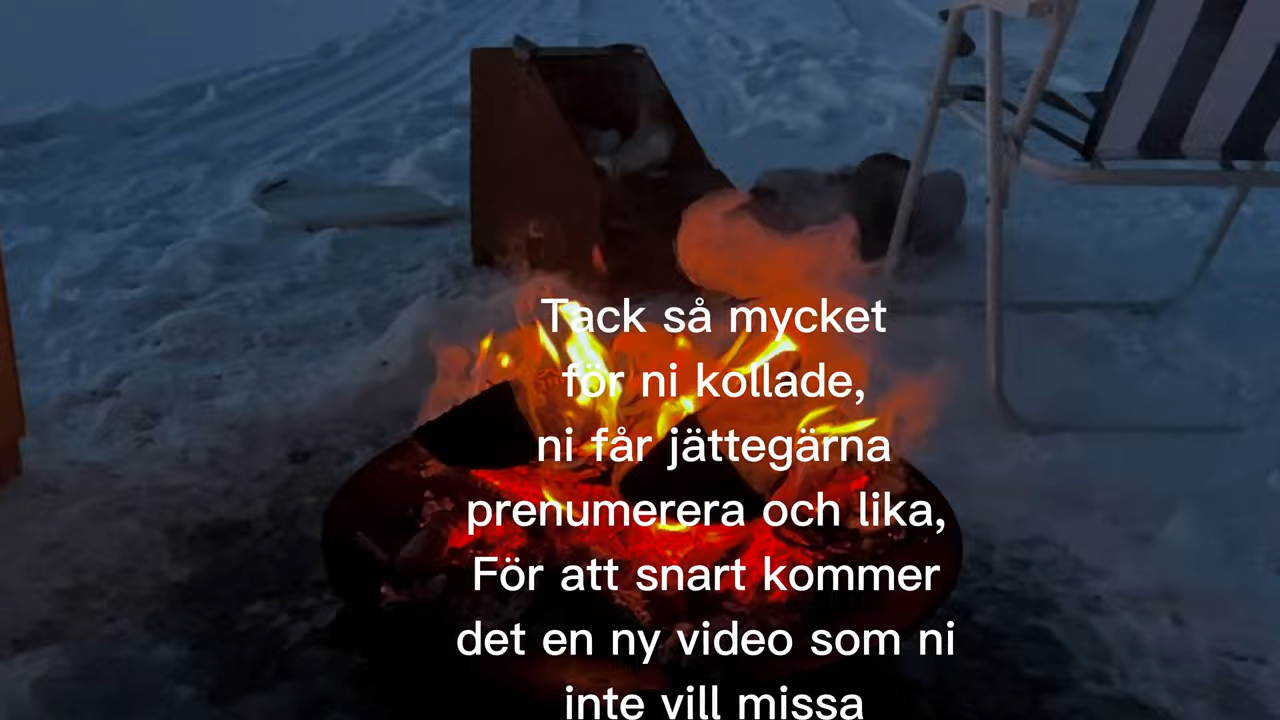 Tack så mycket
för ni kollade,
ni får jättegärna
prenumerera och lika,
För att snart kommer
det en ny video som ni
inte vill missa